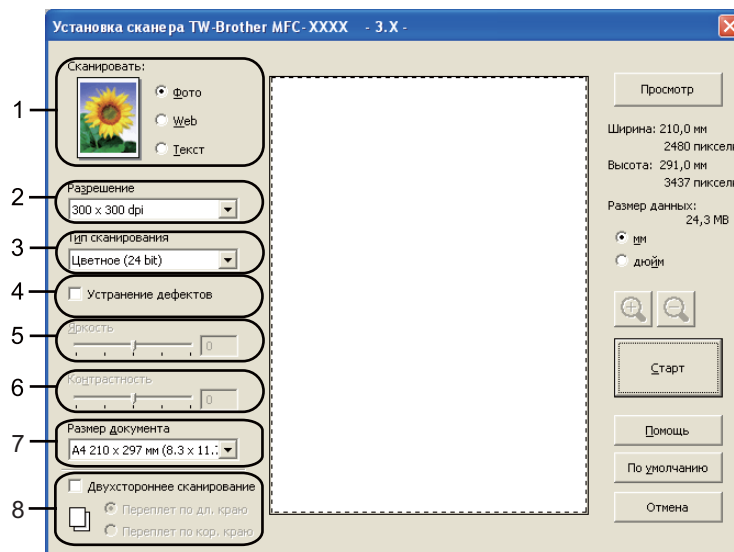 Установка сканера TW-Brother MFC-XXXX - 3.X -
Сканировать:
1
Фото
Web
Текст
2
Разрешение
300 x 300 dpi
3
Тип сканирования
Цветное (24 bit)
4
Устранение дефектов
5
Яркость
0
6
Контрастность
0
7
Размер документа
A4 210 x 297 мм (8.3 x 11.
8
Двухстороннее сканирование
Переплет по дл. краю
Переплет по кор. краю
Просмотр
Ширина: 210,0 мм
2480 пиксель
Высота: 291,0 мм
3437 пиксель
Размер данных:
24,3 MB
мм
дюйм
Старт
Помощь
По умолчанию
Отмена